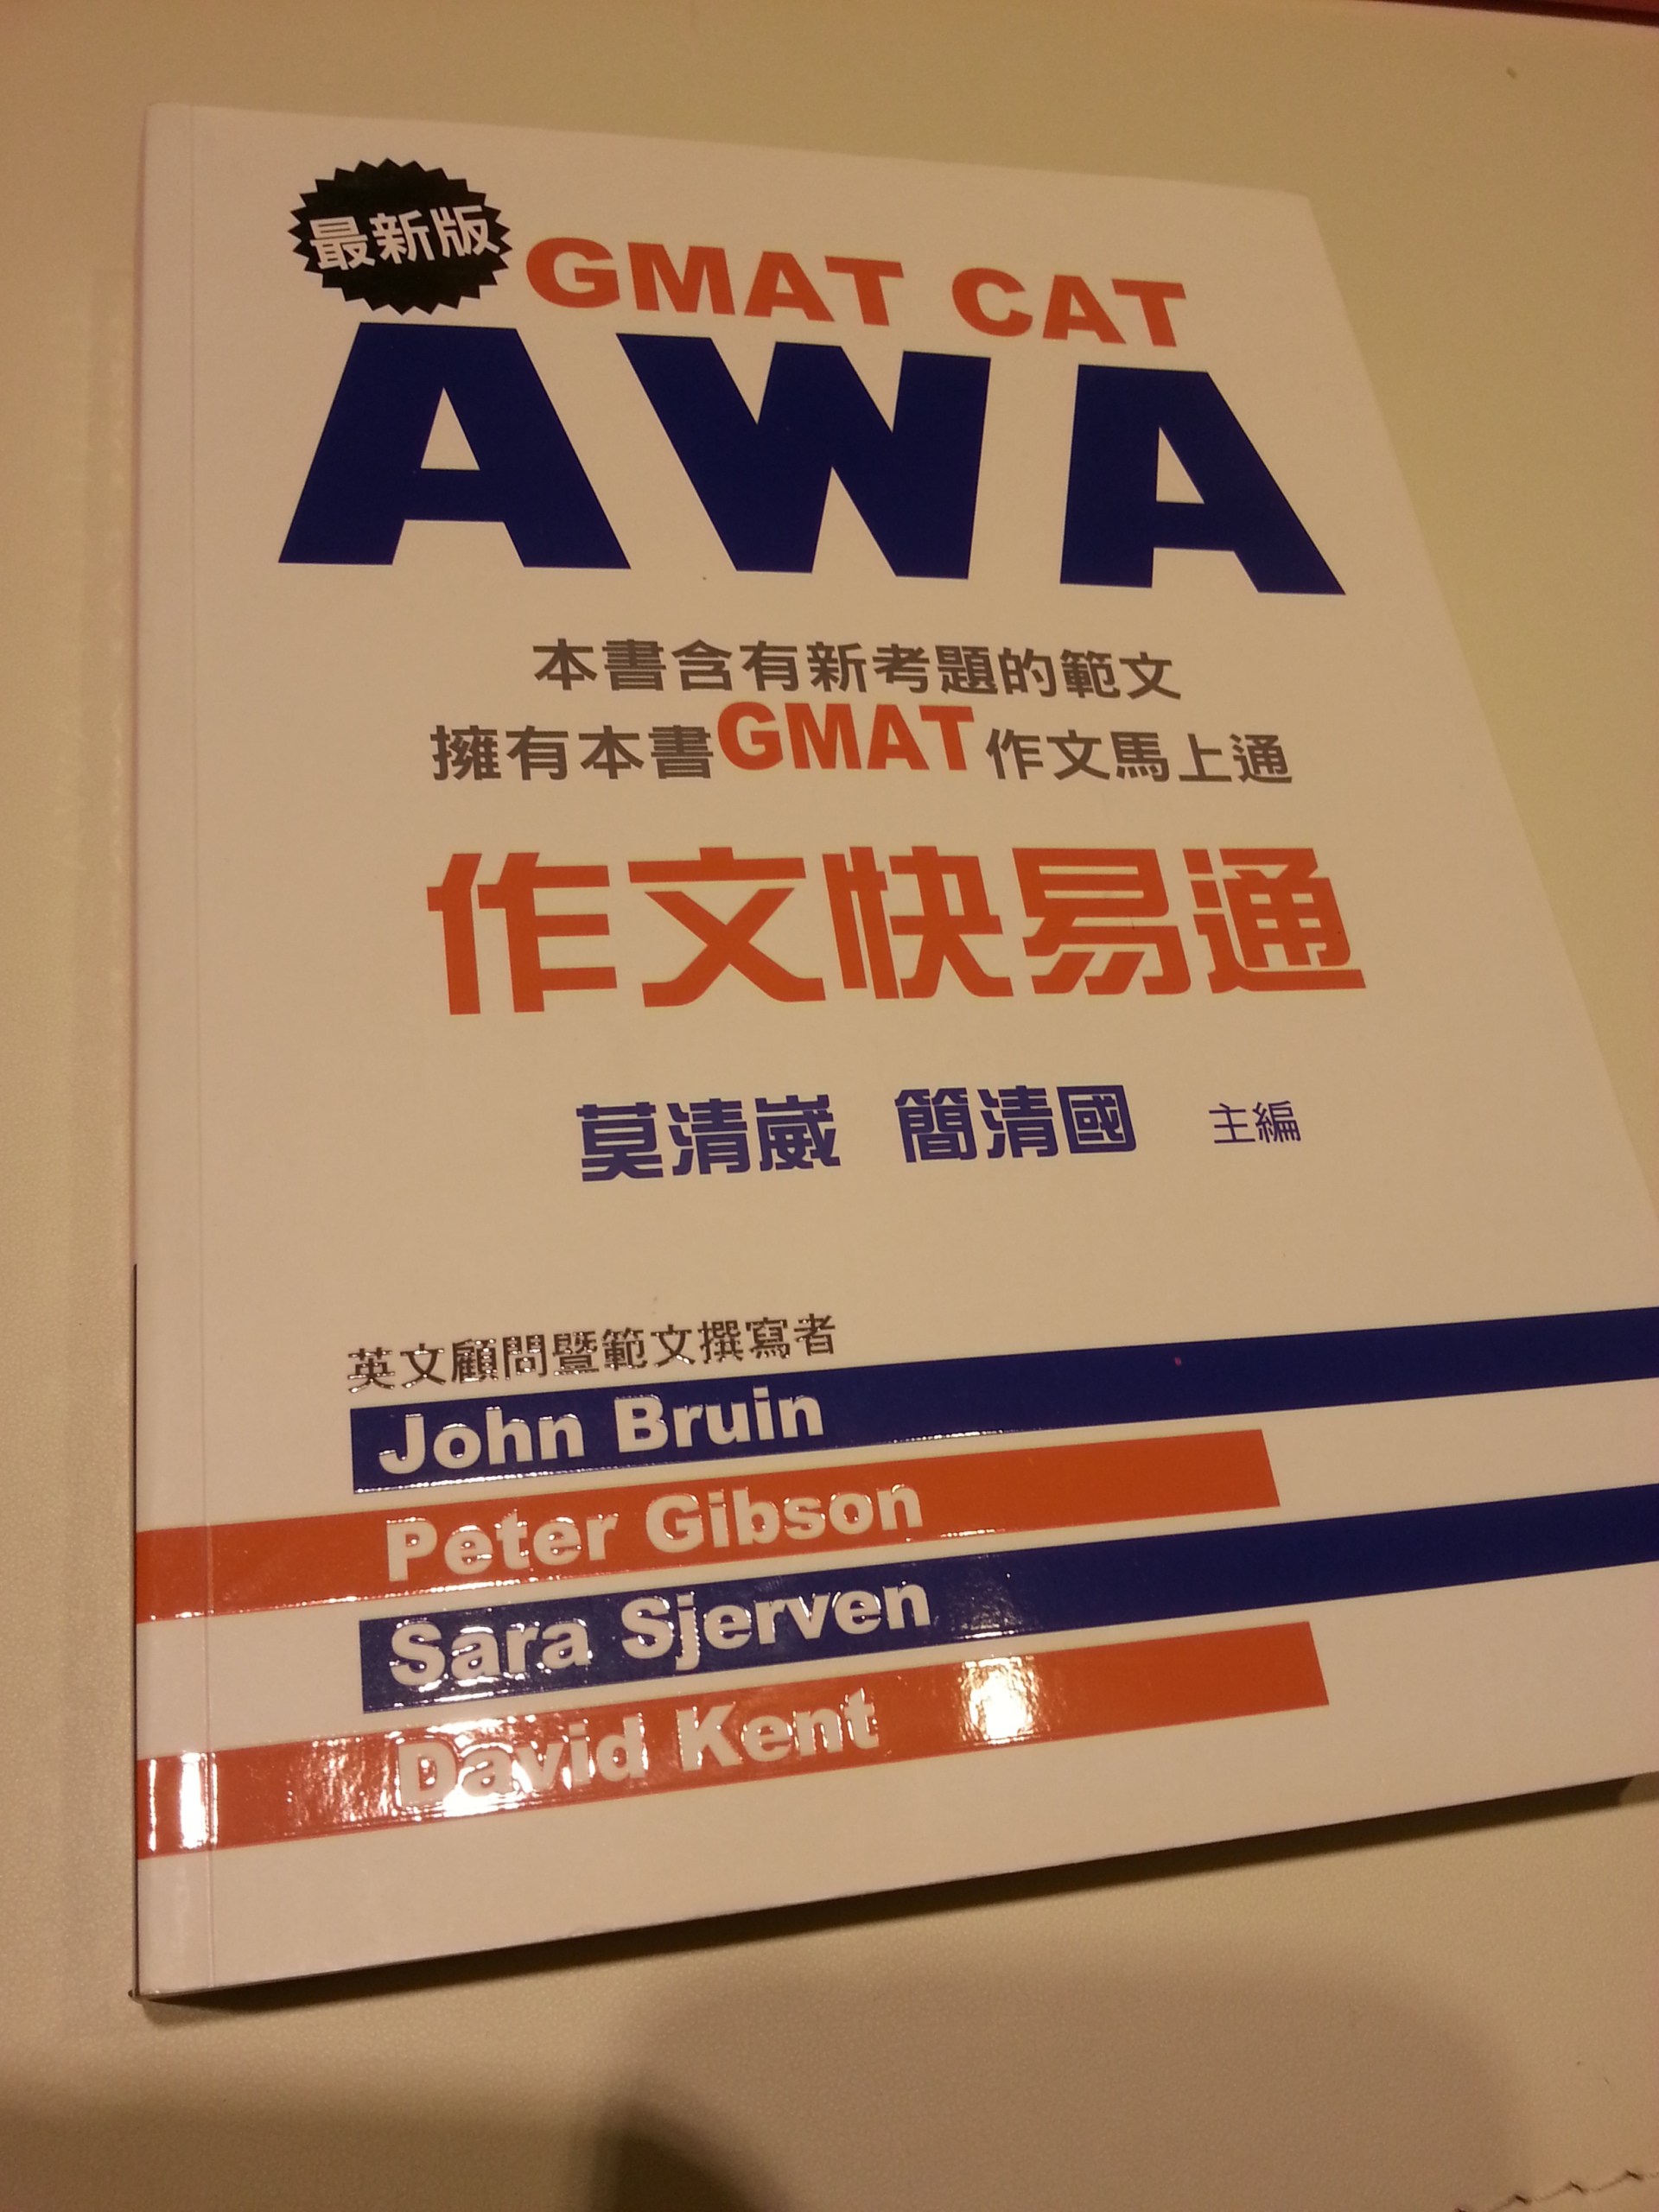 最新版
GMAT CAT
AWA
本書含有新考題的範文
擁有本書GMAT作文馬上通
作文快易通
莫清崴 簡清國 主編
英文顧問暨範文撰寫者
John Bruin
Peter Gibson
Sara Sjerven
David Kent